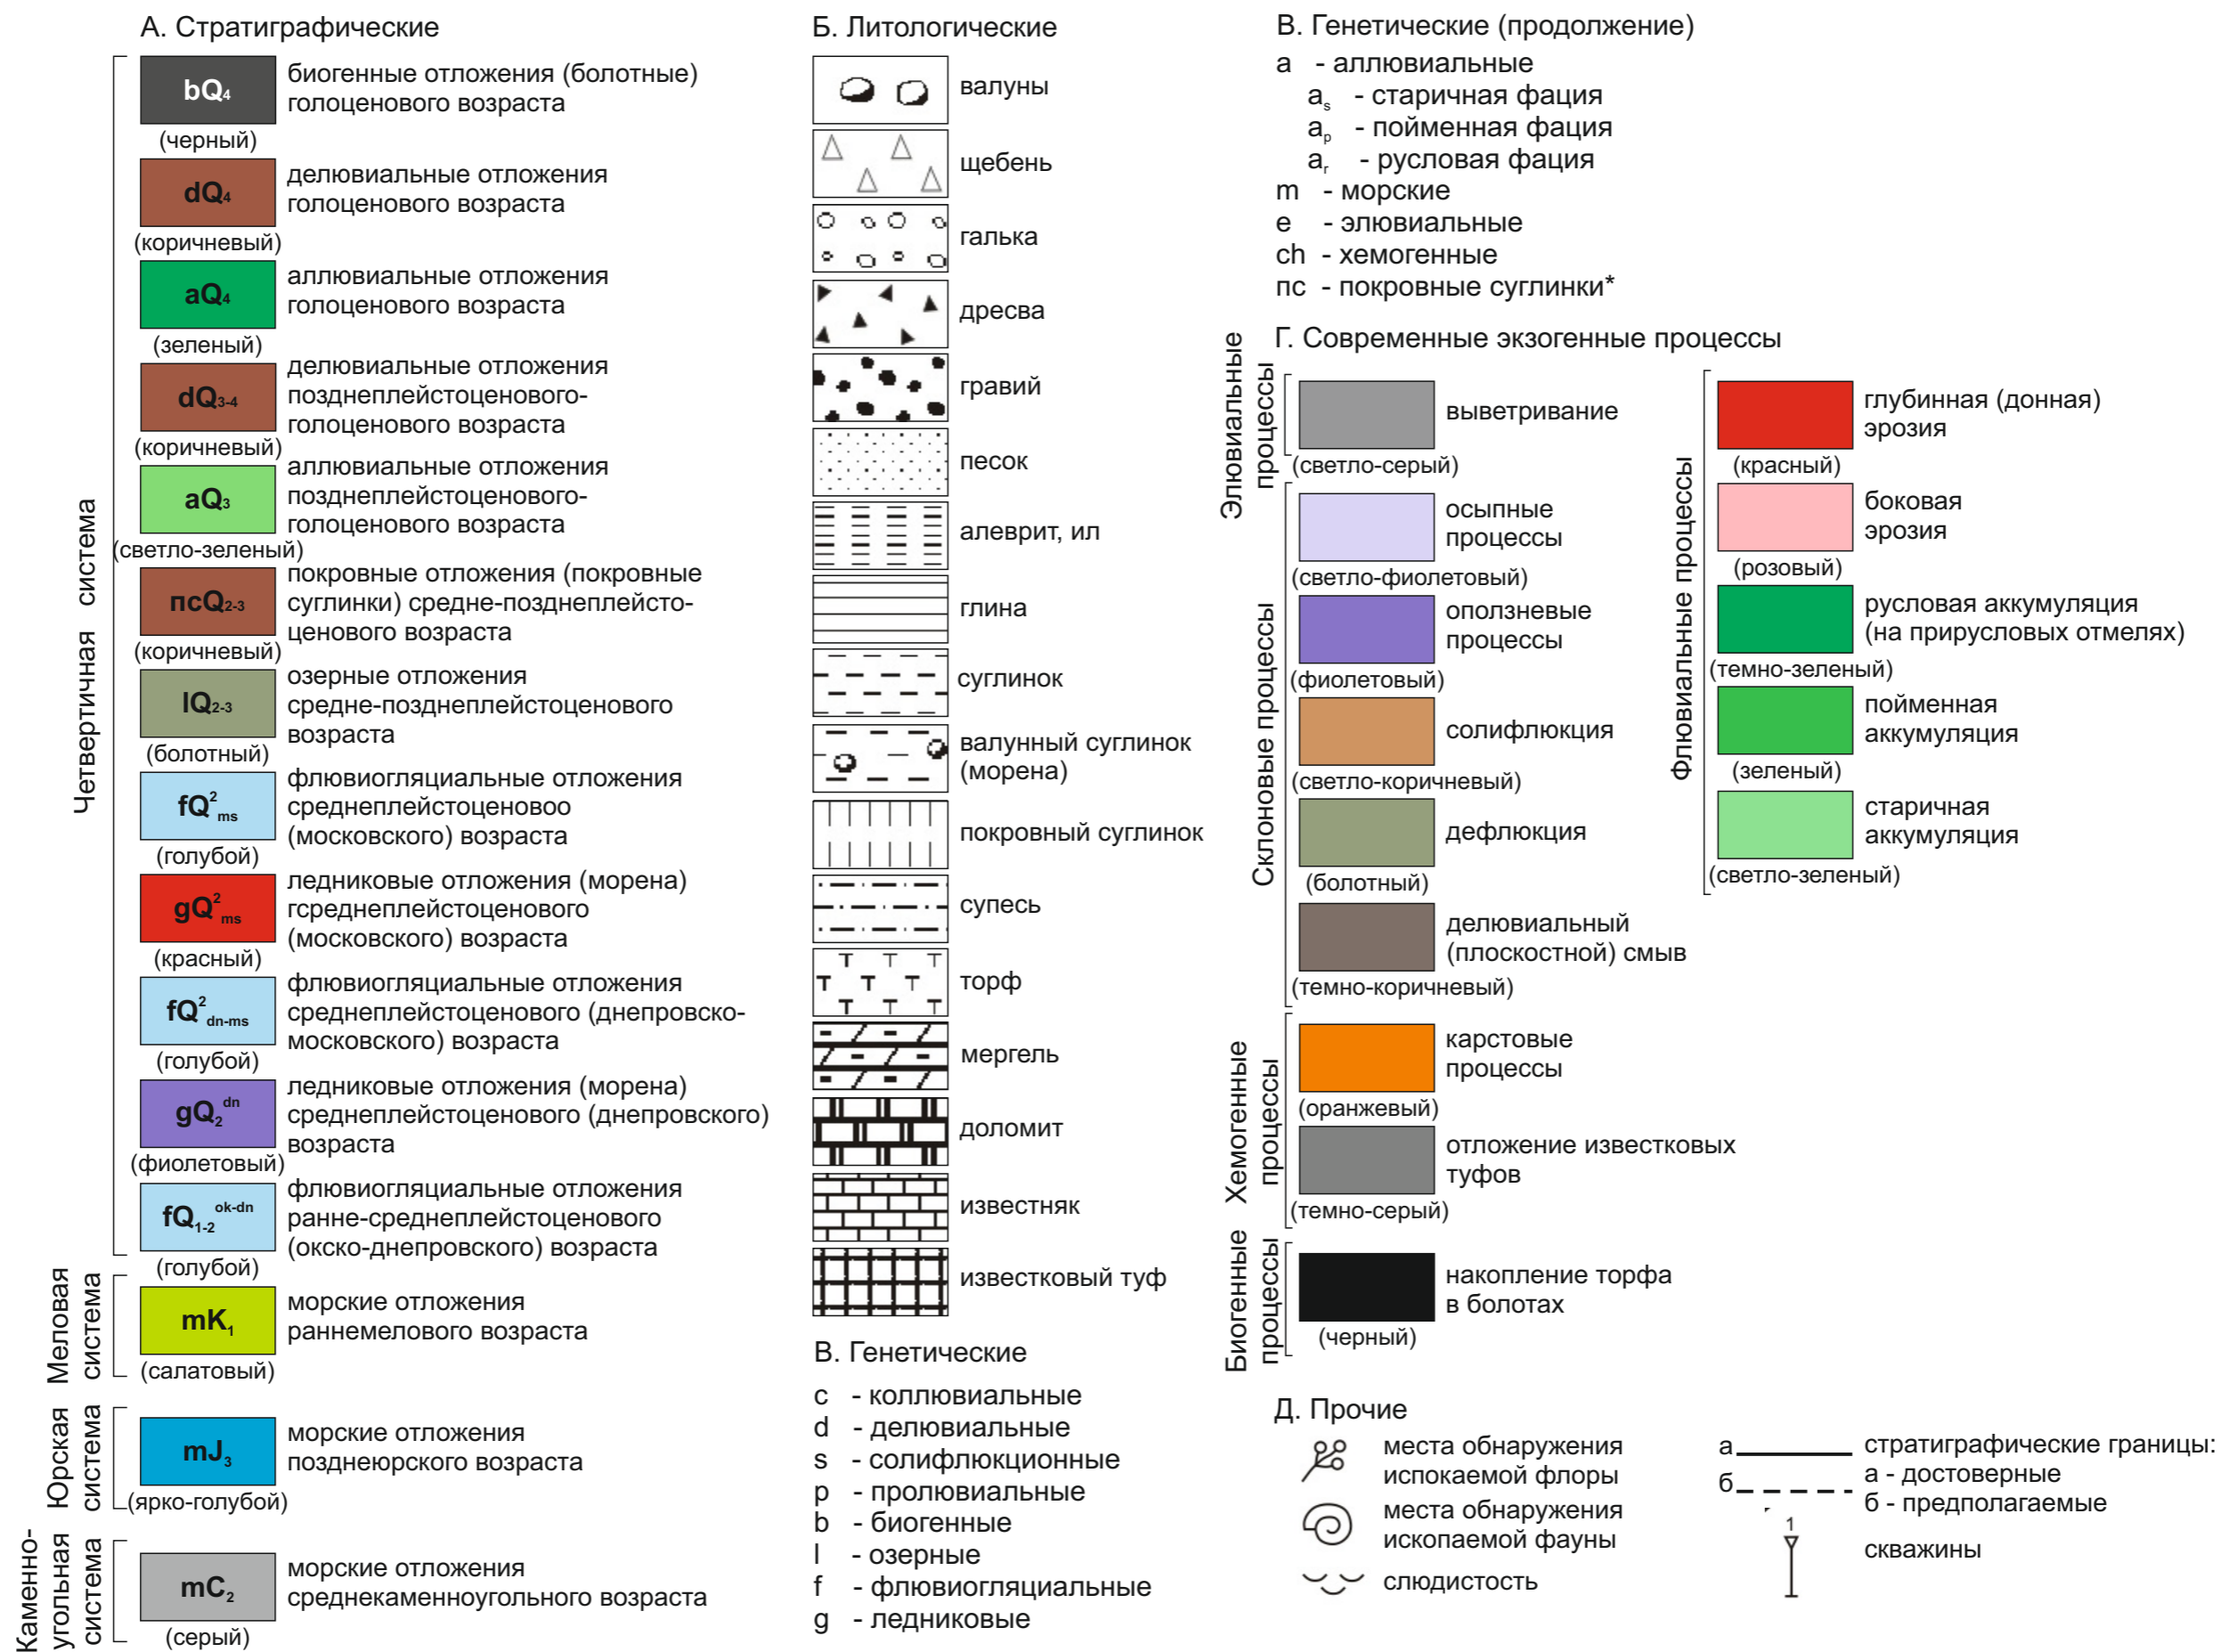 А. Стратиграфические
Четвертичная система
bQ4
биогенные отложения (болотные)
голоценового возраста
(черный)
dQ4
делювиальные отложения
голоценового возраста
(коричневый)
aQ4
аллювиальные отложения
голоценового возраста
(зеленый)
dQ3-4
делювиальные отложения
позднеплейстоценового-
голоценового возраста
(коричневый)
aQ3
аллювиальные отложения
позднеплейстоценового-
голоценового возраста
(светло-зеленый)
псQ2-3
покровные отложения (покровные
суглинки) средне-позднеплейсто-
ценового возраста
(коричневый)
lQ2-3
озерные отложения
средне-позднеплейстоценового
возраста
(болотный)
fQ2ms
флювиогляциальные отложения
среднеплейстоценовоо
(московского) возраста
(голубой)
gQ2ms
ледниковые отложения (морена)
гсреднеплейстоценового
(московского) возраста
(красный)
fQ2dn-ms
флювиогляциальные отложения
среднеплейстоценового (днепровско-
московского) возраста
(голубой)
gQ2dn
ледниковые отложения (морена)
среднеплейстоценового (днепровского)
возраста
(фиолетовый)
fQ1-2ok-dn
флювиогляциальные отложения
ранне-среднеплейстоценового
(окско-днепровского) возраста
(голубой)
Меловая
система
mK1
морские отложения
раннемелового возраста
(салатовый)
Юрская
система
mJ3
морские отложения
позднеюрского возраста
(ярко-голубой)
Каменно-
угольная
система
mC2
морские отложения
среднекаменноугольного возраста
(серый)
Б. Литологические
валуны
щебень
галька
дресва
гравий
песок
алеврит, ил
глина
суглинок
валунный суглинок
(морена)
покровный суглинок
супесь
торф
мергель
доломит
известняк
известковый туф
В. Генетические
c - коллювиальные
d - делювиальные
s - солифлюкционные
p - пролювиальные
b - биогенные
l - озерные
f - флювиогляциальные
g - ледниковые
В. Генетические (продолжение)
a - аллювиальные
as - старичная фация
ap - пойменная фация
ar - русловая фация
m - морские
e - элювиальные
ch - хемогенные
пс - покровные суглинки*
Г. Современные экзогенные процессы
Элювиальные
процессы
выветривание
(светло-серый)
Склоновые процессы
осыпные
процессы
(светло-фиолетовый)
оползневые
процессы
(фиолетовый)
солифлюкция
(светло-коричневый)
дефлюкция
(болотный)
делювиальный
(плоскостной) смыв
(темно-коричневый)
Хемогенные
процессы
карстовые
процессы
(оранжевый)
отложение известковых
туфов
(темно-серый)
Биогенные
процессы
накопление торфа
в болотах
(черный)
Флювиальные процессы
глубинная (донная)
эрозия
(красный)
боковая
эрозия
(розовый)
русловая аккумуляция
(на прирусловых отмелях)
(темно-зеленый)
пойменная
аккумуляция
(зеленый)
старичная
аккумуляция
(светло-зеленый)
Д. Прочие
места обнаружения
испокаемой флоры
места обнаружения
ископаемой фауны
слюдистость
а
б
стратиграфические границы:
а - достоверные
б - предполагаемые
1
скважины